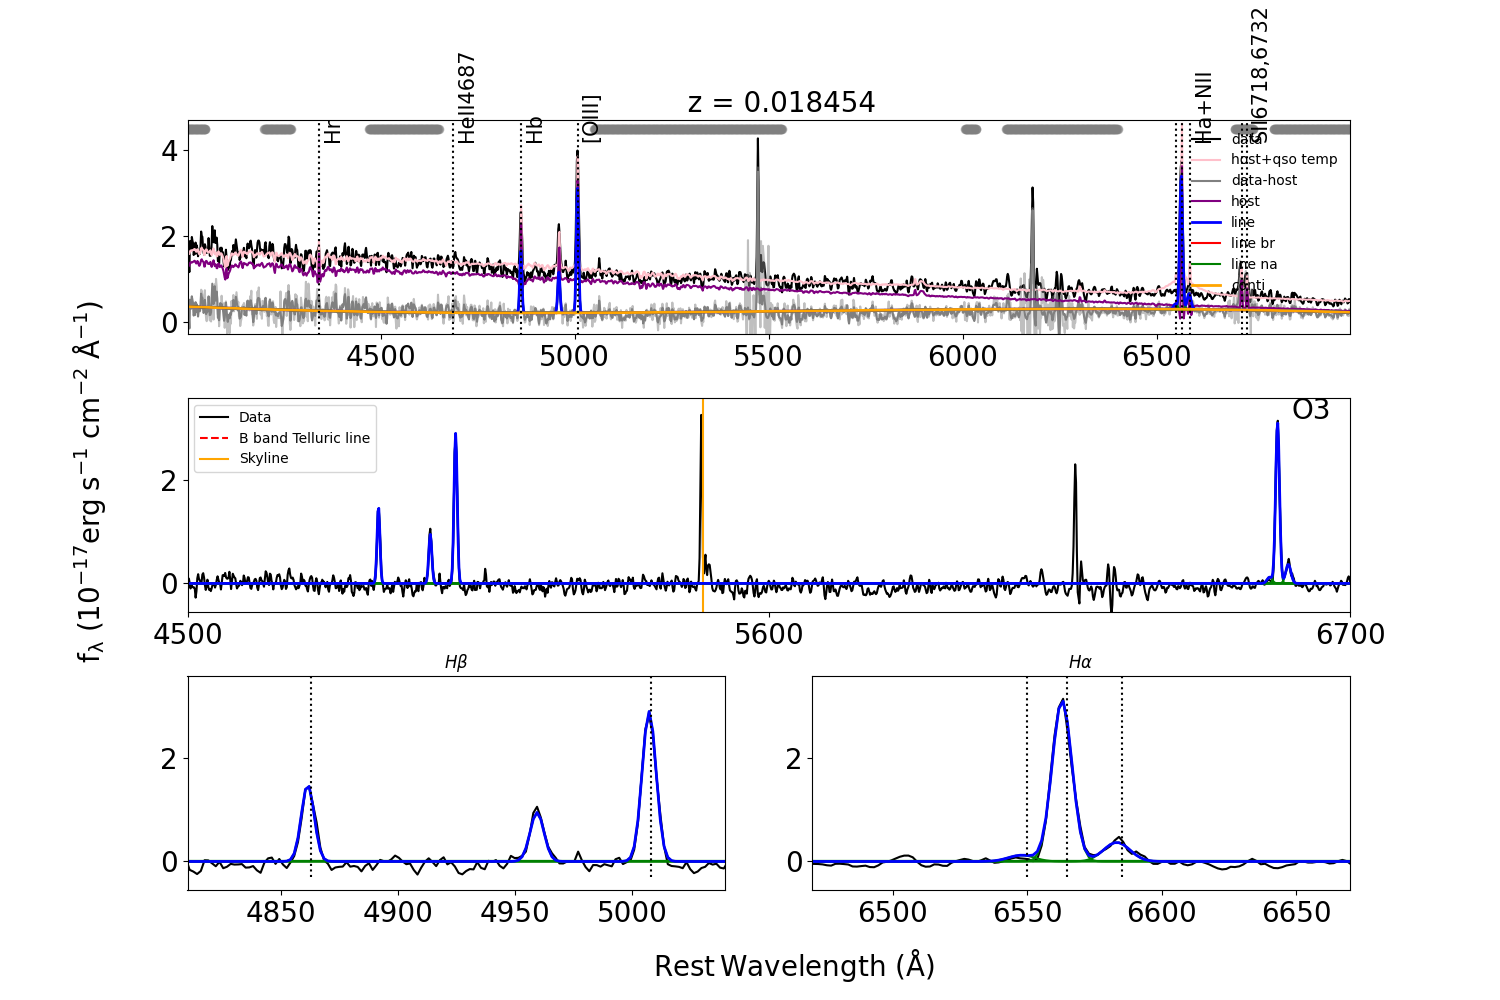 Hr
HeII4687
Hb
[OIII]
Ha+NII
SII6718,6732
z = 0.018454
data
host+qso temp
data-host
host
line
line br
line na
conti
4
2
0
4500
5000
5500
6000
6500
Data
B band Telluric line
Skyline
O3
2
0
4500
5600
6700
fλ (10⁻¹⁷erg s⁻¹ cm⁻² Å⁻¹)
Hβ
2
0
4850
4900
4950
5000
Hα
2
0
6500
6550
6600
6650
Rest Wavelength (Å)